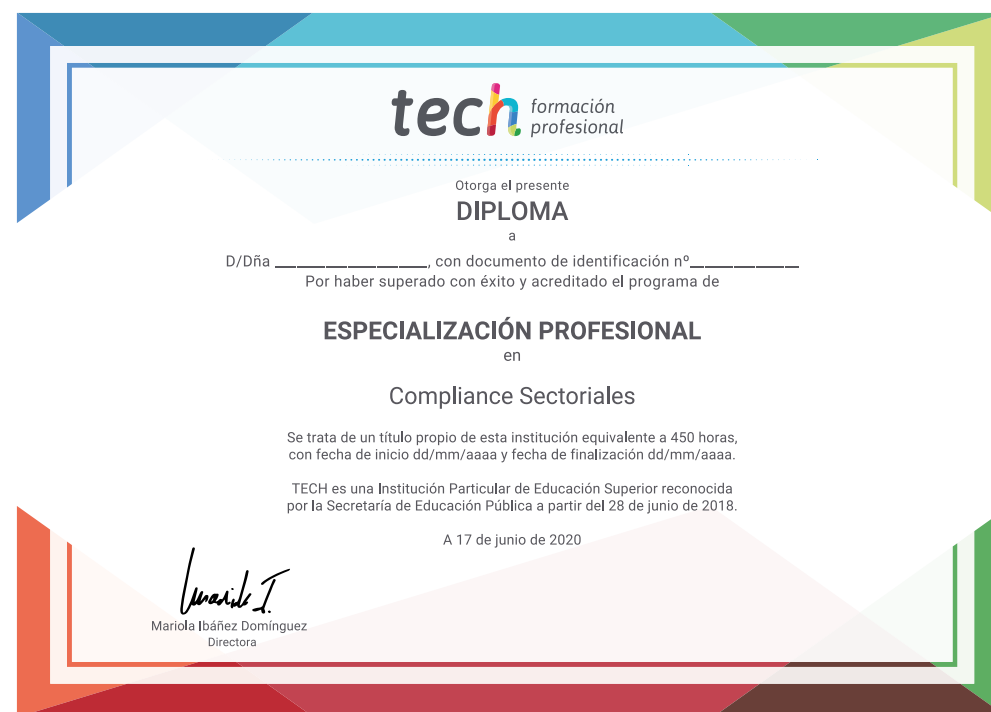 tech formación
profesional
Otorga el presente
DIPLOMA
a
D/Dña ____________, con documento de identificación nº__________
Por haber superado con éxito y acreditado el programa de
ESPECIALIZACIÓN PROFESIONAL
en
Compliance Sectoriales
Se trata de un título propio de esta institución equivalente a 450 horas,
con fecha de inicio dd/mm/aaaa y fecha de finalización dd/mm/aaaa.
TECH es una Institución Particular de Educación Superior reconocida
por la Secretaría de Educación Pública a partir del 28 de junio de 2018.
A 17 de junio de 2020
Mariola Ibáñez Domínguez
Directora